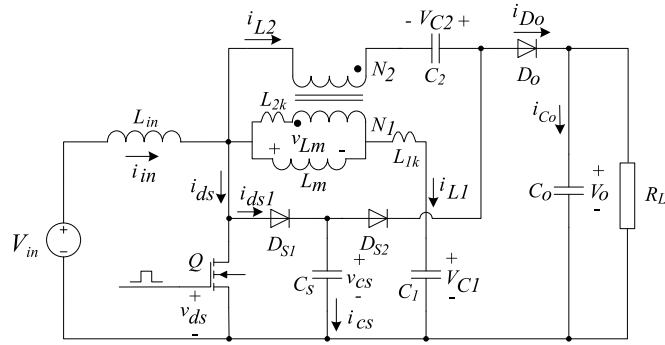 i_L2
- V_C2 +
i_Do
N_2
C_2
D_o
L_in
L_2k
N_1
i_Co
+ v_Lm -
L_1k
i_in
L_m
i_ds
i_ds1
i_L1
C_o
+ V_o -
R_L
V_in
+ -
D_S1
D_S2
Q
C_s
+ v_cs -
C_1
+ V_C1 -
+ v_ds -
i_cs